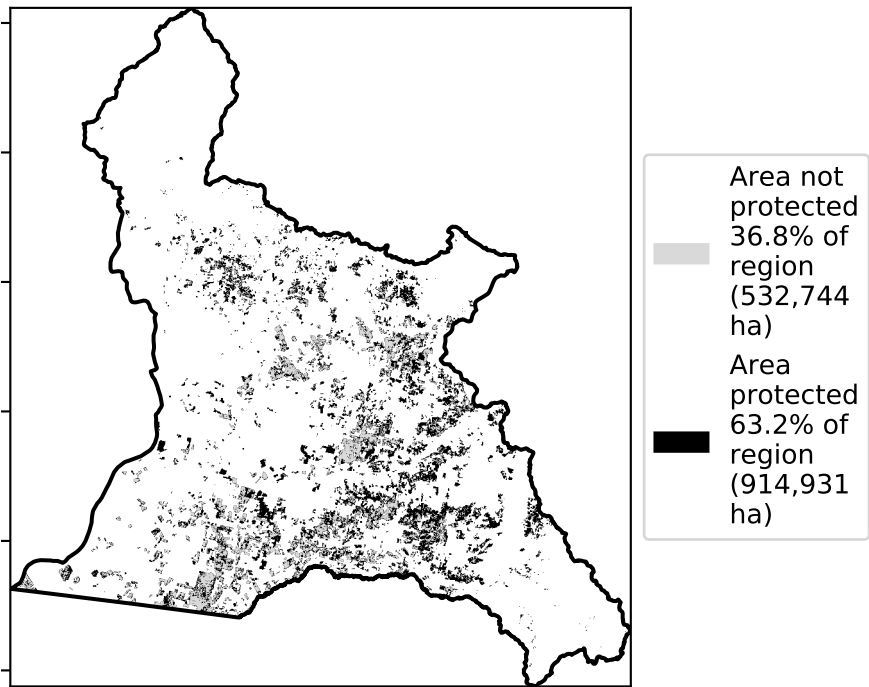 Area not
protected
36.8% of
region
(532,744
ha)
Area
protected
63.2% of
region
(914,931
ha)